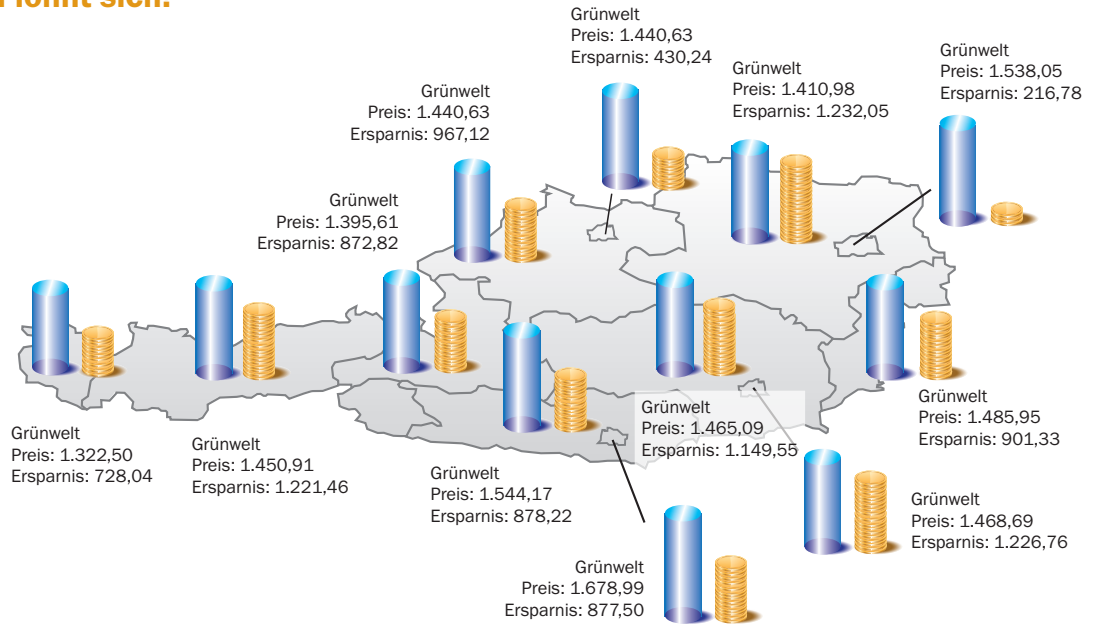 lohnt sich.
Grünwelt
Preis: 1.440,63
Ersparnis: 430,24
Grünwelt
Preis: 1.538,05
Ersparnis: 216,78
Grünwelt
Preis: 1.410,98
Ersparnis: 1.232,05
Grünwelt
Preis: 1.440,63
Ersparnis: 967,12
Grünwelt
Preis: 1.395,61
Ersparnis: 872,82
Grünwelt
Preis: 1.485,95
Ersparnis: 901,33
Grünwelt
Preis: 1.465,09
Ersparnis: 1.149,55
Grünwelt
Preis: 1.322,50
Ersparnis: 728,04
Grünwelt
Preis: 1.450,91
Ersparnis: 1.221,46
Grünwelt
Preis: 1.544,17
Ersparnis: 878,22
Grünwelt
Preis: 1.468,69
Ersparnis: 1.226,76
Grünwelt
Preis: 1.678,99
Ersparnis: 877,50